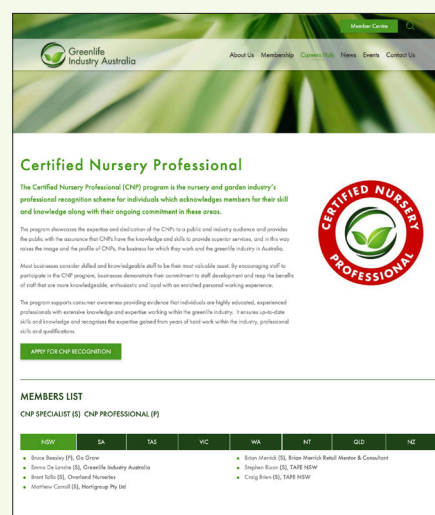 Member Centre
Greenlife
Industry Australia
About Us Membership Careers Hub News Events Contact Us
Certified Nursery Professional
The Certified Nursery Professional (CNP) program is the nursery and garden industry's
professional recognition scheme for individuals which acknowledges members for their skill
and knowledge along with their ongoing commitment in these areas.
The program showcases the expertise and dedication of the CNPs to a public and industry audience and provides
the public with the assurance that CNPs have the knowledge and skills to provide superior services, and in this way
raises the image and the profile of CNPs, the business for which they work and the greenlife industry in Australia.
Most businesses consider skilled and knowledgeable staff to be their most valuable asset. By encouraging staff to
participate in the CNP program, businesses demonstrate their commitment to staff development and reap the benefits
of staff that are more knowledgeable, enthusiastic and loyal with an enriched personal working experience.
The program supports consumer awareness providing evidence that individuals are highly educated, experienced
professionals with extensive knowledge and expertise working within the greenlife industry. It ensures up-to-date
skills and knowledge and recognises the expertise gained from years of hard work within the industry, professional
skills and qualifications.
CERTIFIED NURSERY
PROFESSIONAL
APPLY FOR CNP RECOGNITION
MEMBERS LIST
CNP SPECIALIST (S) CNP PROFESSIONAL (P)
NSW SA TAS VIC WA NT QLD NZ
Bruce Beesley (P), Go Grow
Emma De Landre (S), Greenlife Industry Australia
Brent Tallis (S), Overland Nurseries
Matthew Carroll (S), Hortigroup Pty Ltd
Brian Merrick (S), Brian Merrick Retail Mentor & Consultant
Stephen Rixon (S), TAFE NSW
Craig Brien (S), TAFE NSW